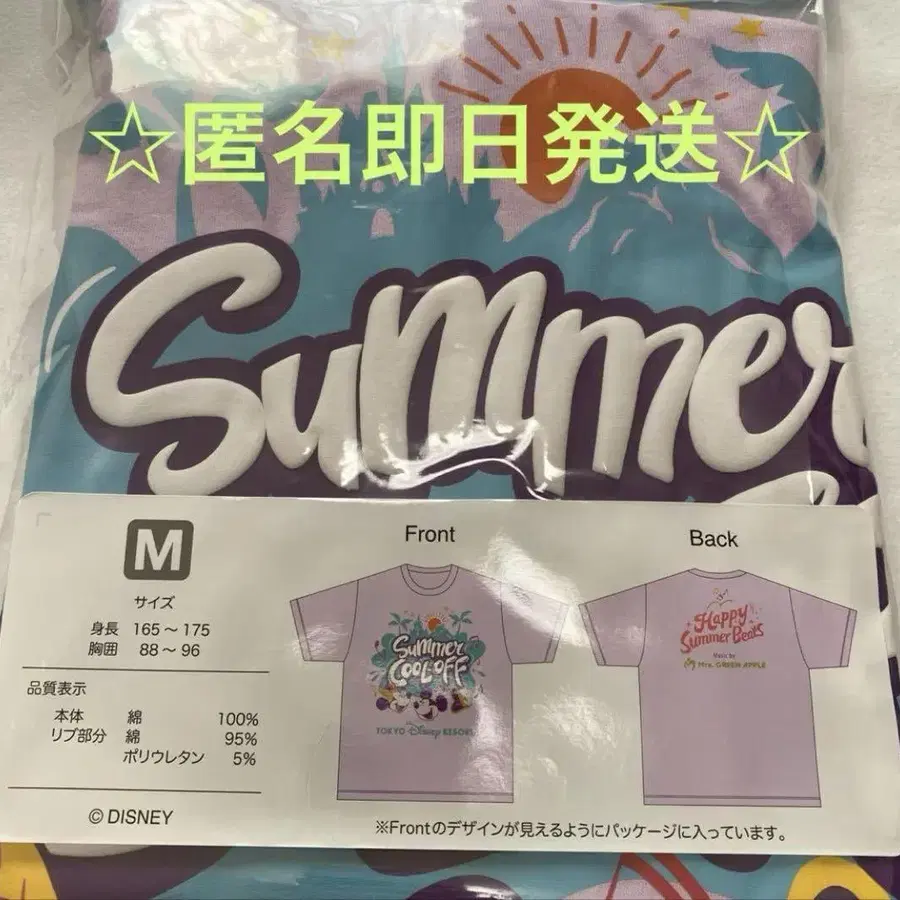 ☆匿名即日発送☆
Summer
M
サイズ
身長 165～175
胸囲 88～96
品質表示
本体 綿 100%
リブ部分 綿 95%
ポリウレタン 5%
© DISNEY
Front
Summer
COOL-OFF
TOKYO Disney RESORT
Back
Happy
Summer Beats
Music by
Mrs. GREEN APPLE
※Frontのデザインが見えるようにパッケージに入っています。